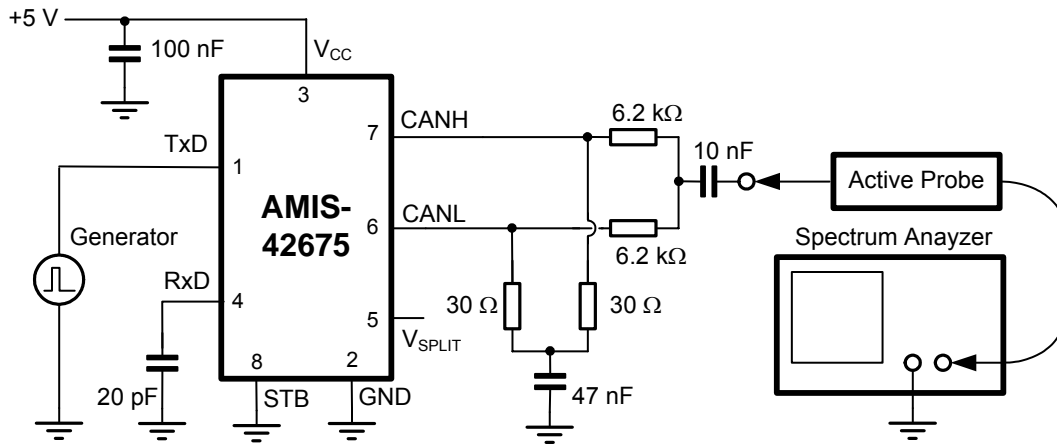 +5 V
100 nF
VCC
3
CANH
6.2 kΩ
7
10 nF
TxD
1
Active Probe
AMIS-
42675
CANL
6
Generator
6.2 kΩ
Spectrum Anayzer
RxD
4
30 Ω
30 Ω
5
VSPLIT
8
2
20 pF
STB
GND
47 nF